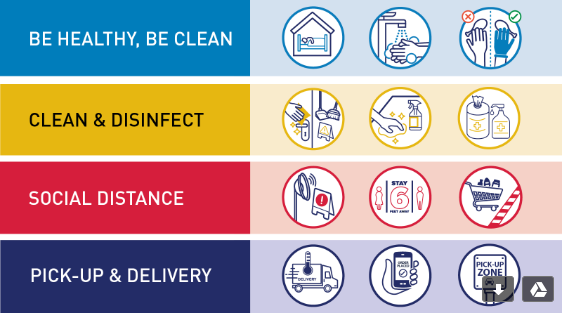 BE HEALTHY, BE CLEAN
CLEAN & DISINFECT
SOCIAL DISTANCE
STAY
6
FEET AWAY
PICK-UP & DELIVERY
DELIVERY
PICK-UP
ZONE